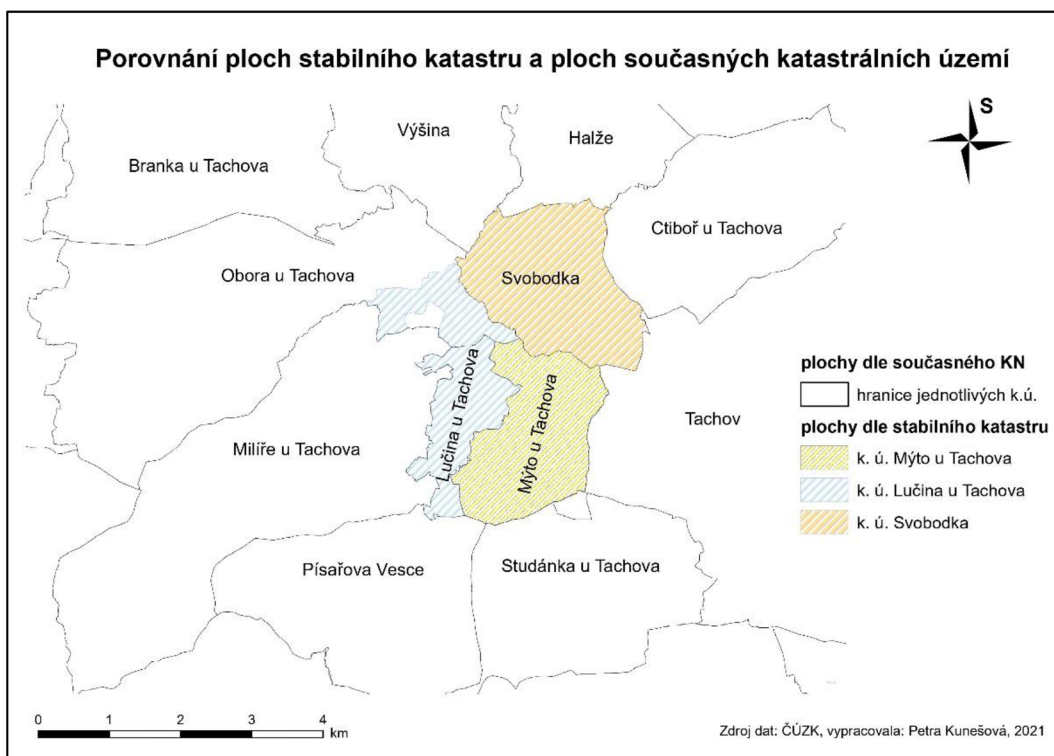 Porovnání ploch stabilního katastru a ploch současných katastrálních území
S
Výšina
Halže
Branka u Tachova
Ctiboř u Tachova
Obora u Tachova
Svobodka
Lučina u Tachova
Mýto u Tachova
Tachov
Milíře u Tachova
Písařova Vesce
Studánka u Tachova
plochy dle současného KN
hranice jednotlivých k.ú.
plochy dle stabilního katastru
k. ú. Mýto u Tachova
k. ú. Lučina u Tachova
k. ú. Svobodka
0 1 2 3 4
km
Zdroj dat: ČÚZK, vypracovala: Petra Kunešová, 2021